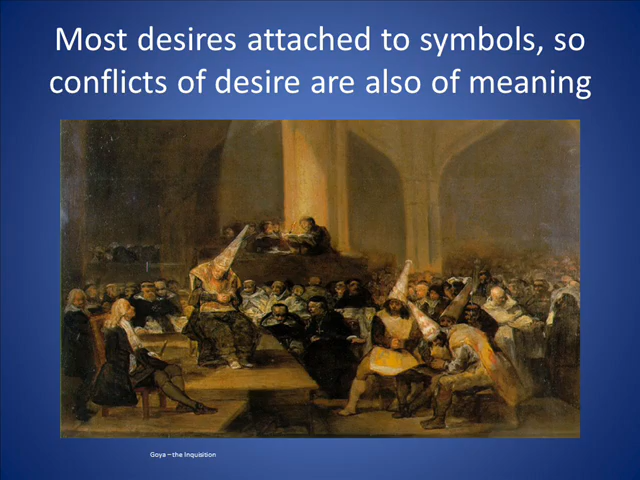 Most desires attached to symbols, so
conflicts of desire are also of meaning
Goya – the Inquisition